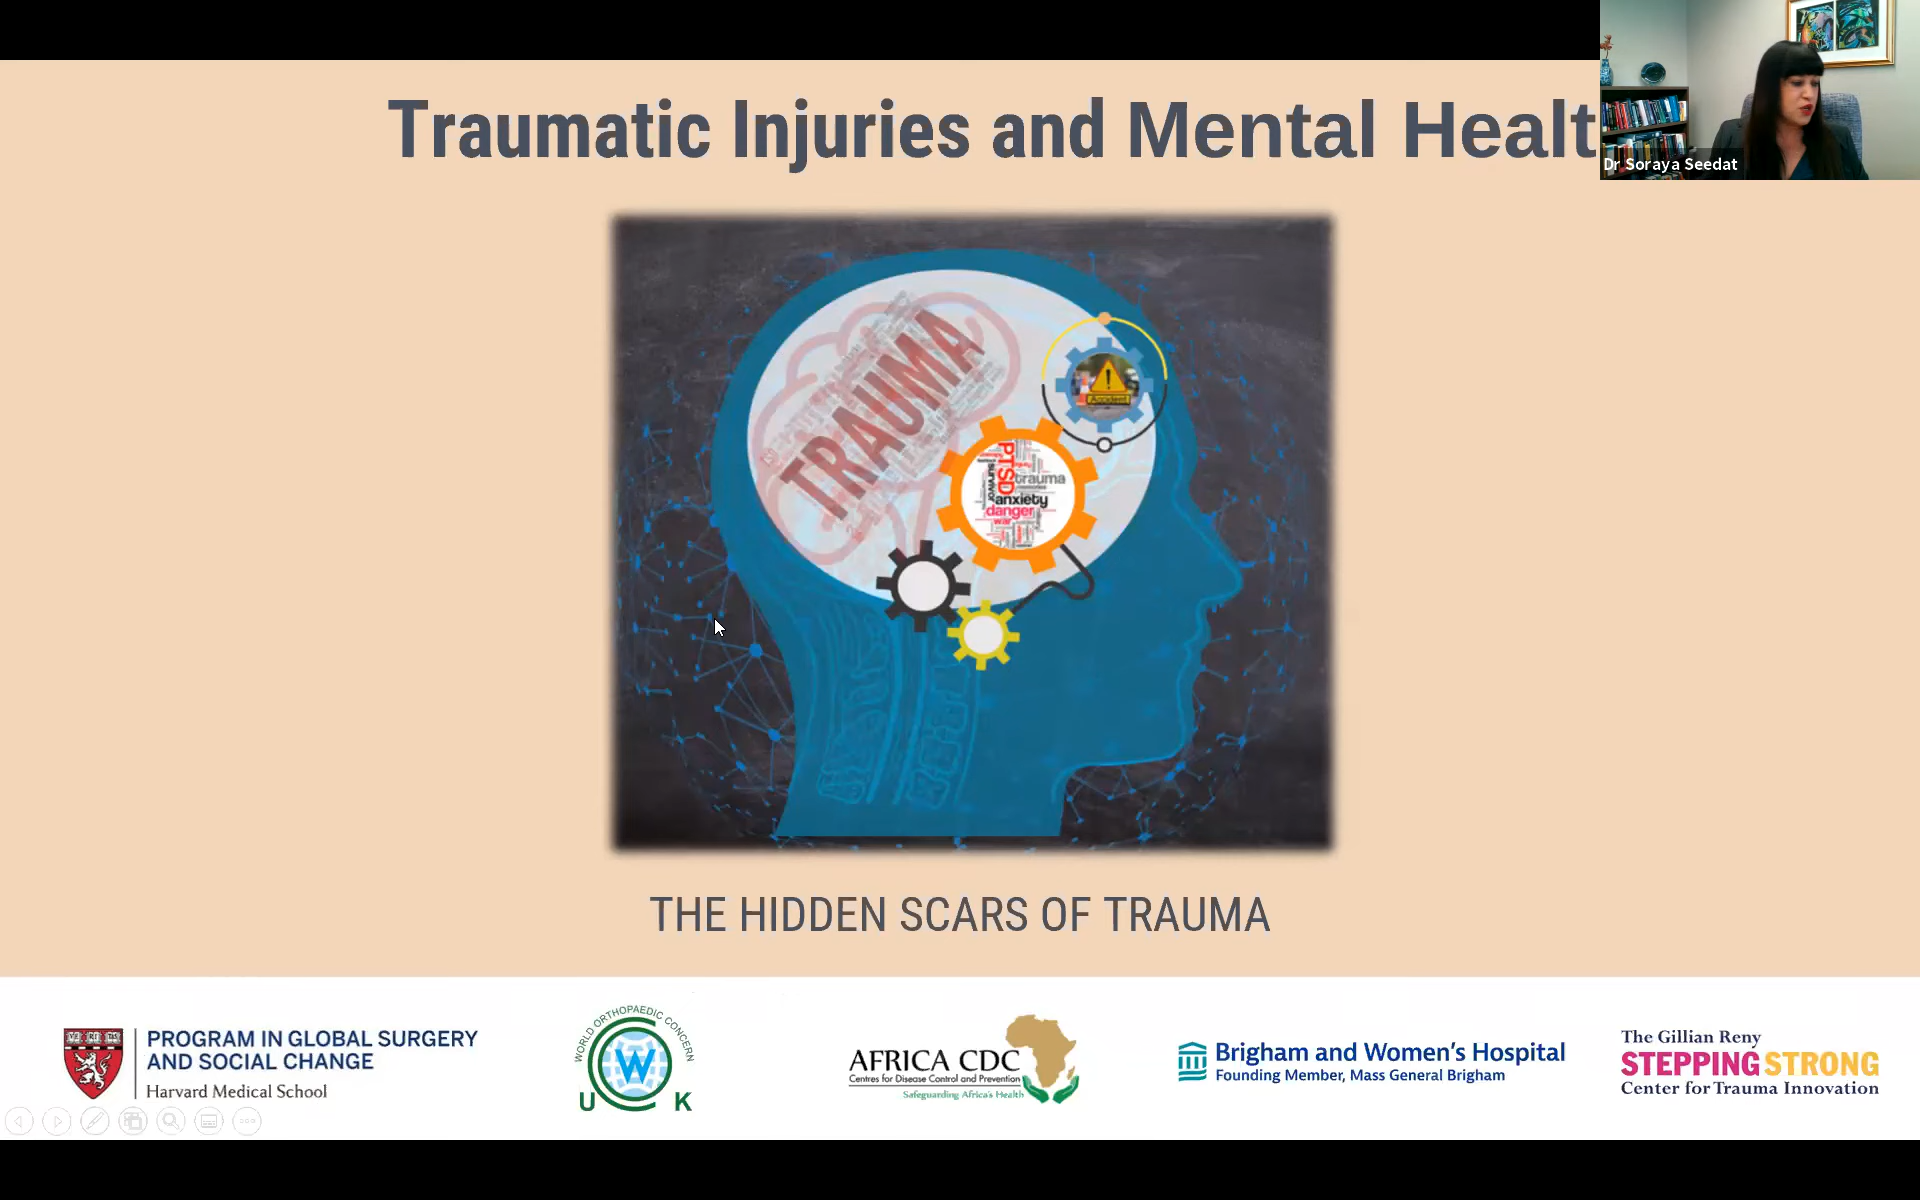 Traumatic Injuries and Mental Healt
Dr Soraya Seedat
TRAUMA
Accident
PTSD
survivor
trauma
memories
anxiety
danger
war
THE HIDDEN SCARS OF TRAUMA
PROGRAM IN GLOBAL SURGERY
AND SOCIAL CHANGE
Harvard Medical School
WORLD ORTHOPAEDIC CONCERN
W
U K
AFRICA CDC
Centres for Disease Control and Prevention
Safeguarding Africa's Health
Brigham and Women's Hospital
Founding Member, Mass General Brigham
The Gillian Reny
STEPPING STRONG
Center for Trauma Innovation